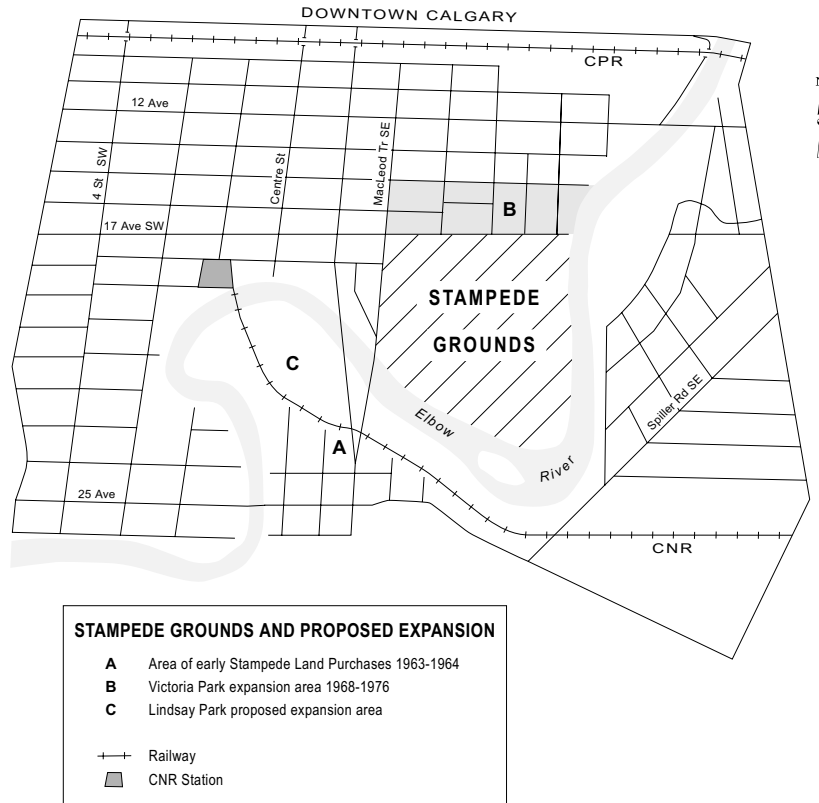 DOWNTOWN CALGARY
CPR
12 Ave
4 St SW
Centre St
MacLeod Tr SE
B
17 Ave SW
STAMPEDE
GROUNDS
C
Spiller Rd SE
Elbow
River
A
25 Ave
CNR
STAMPEDE GROUNDS AND PROPOSED EXPANSION
A Area of early Stampede Land Purchases 1963-1964
B Victoria Park expansion area 1968-1976
C Lindsay Park proposed expansion area
Railway
CNR Station